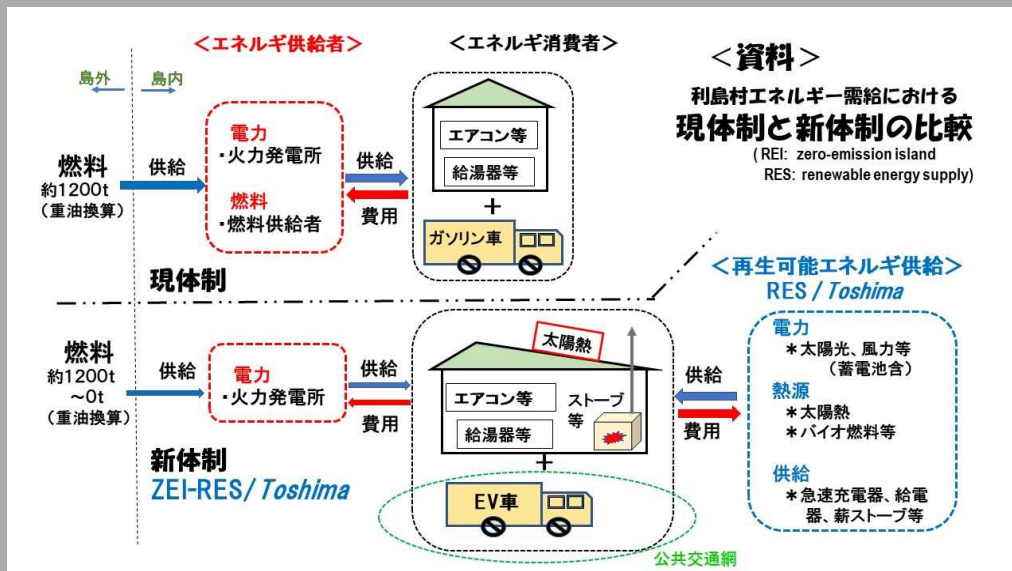 ＜エネルギ供給者＞
＜エネルギ消費者＞
＜資料＞
利島村エネルギー需給における
現体制と新体制の比較
( REI: zero-emission island
RES: renewable energy supply)
島外
島内
燃料
約1200t
（重油換算）
供給
電力
・火力発電所
燃料
・燃料供給者
供給
費用
エアコン等
給湯器等
+
ガソリン車
現体制
燃料
約1200t
～0t
（重油換算）
供給
電力
・火力発電所
供給
費用
太陽熱
エアコン等
給湯器等
ストーブ
等
+
EV車
公共交通網
新体制
ZEI-RES/ Toshima
供給
費用
＜再生可能エネルギ供給＞
RES / Toshima
電力
＊太陽光、風力等
（蓄電池含）
熱源
＊太陽熱
＊バイオ燃料等
供給
＊急速充電器、給電
器、薪ストーブ等